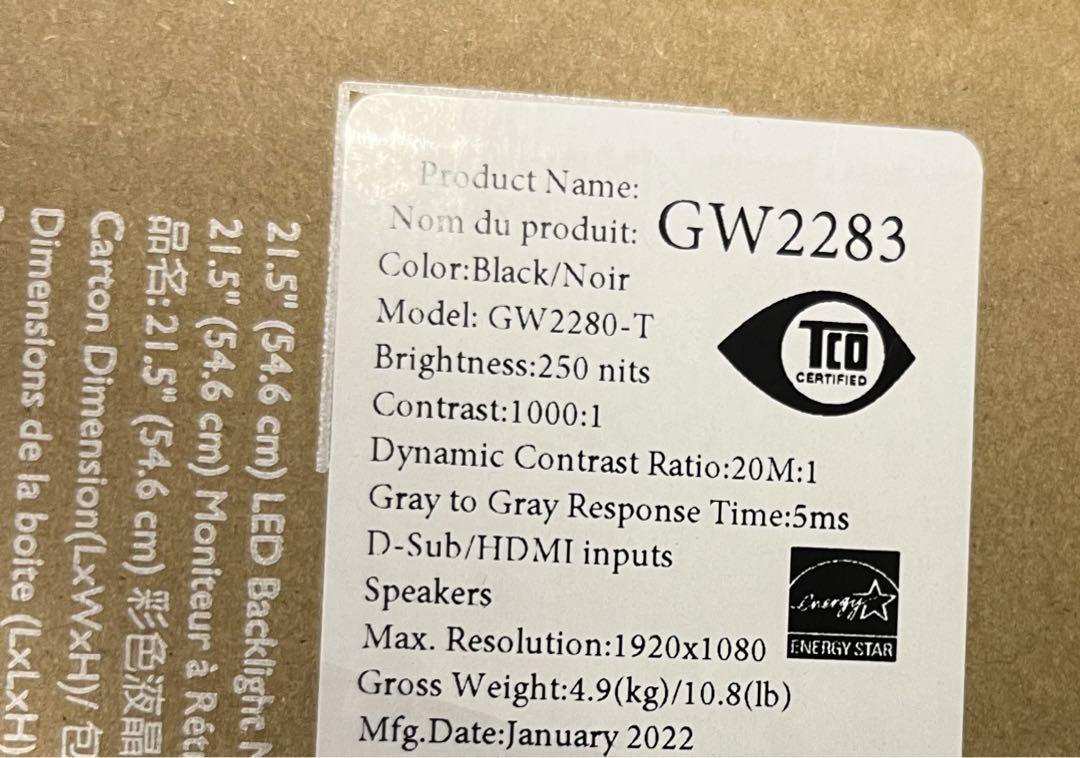 Product Name:
Nom du produit: GW2283
Color:Black/Noir
Model: GW2280-T
Brightness:250 nits
Contrast:1000:1
Dynamic Contrast Ratio:20M:1
Gray to Gray Response Time:5ms
D-Sub/HDMI inputs
Speakers
Max. Resolution:1920x1080
Gross Weight:4.9(kg)/10.8(lb)
Mfg.Date:January 2022
TCO
CERTIFIED
energy
ENERGY STAR
21.5" (54.6 cm) LED Backlight
21.5" (54.6 cm) Moniteur à
品名: 21.5" (54.6 cm) 彩色液晶
Carton Dimension(LxWxH)/
Dimensions de la boite (LxLxH)